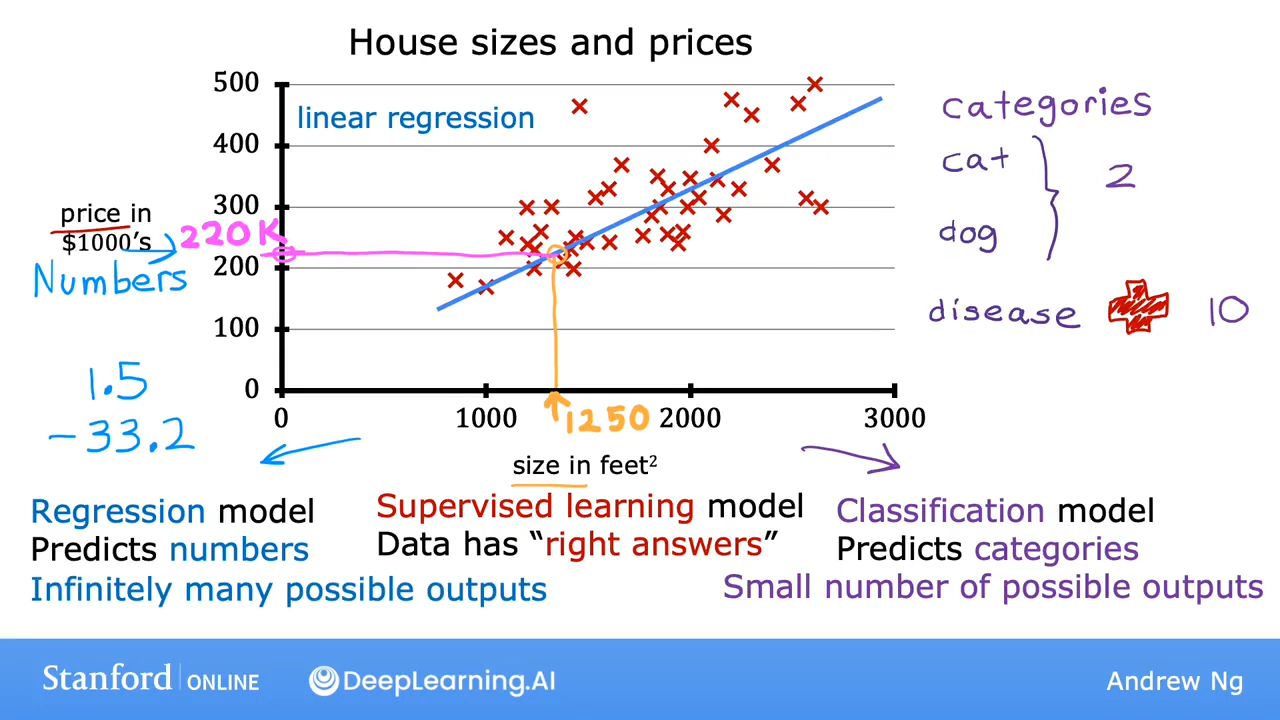 House sizes and prices
500
linear regression
400
300
price in
$1000's
220K
200
Numbers
100
0
0
1000
1250
2000
3000
size in feet²
1.5
-33.2
categories
cat
2
dog
disease
10
Regression model
Predicts numbers
Infinitely many possible outputs
Supervised learning model
Data has “right answers”
Classification model
Predicts categories
Small number of possible outputs
Stanford ONLINE
DeepLearning.AI
Andrew Ng